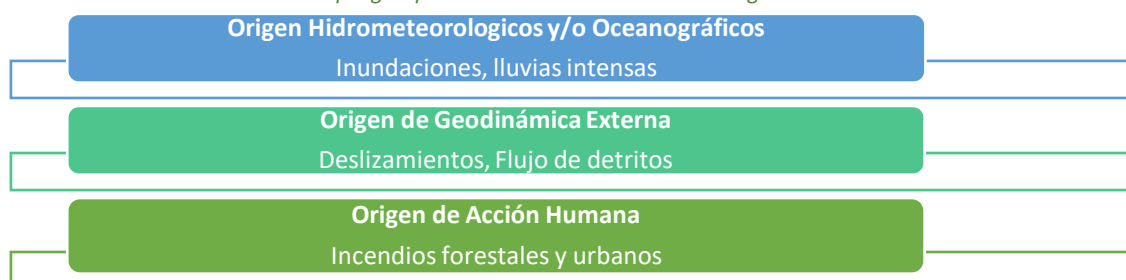 Origen Hidrometeorologicos y/o Oceanográficos
Inundaciones, lluvias intensas
Origen de Geodinámica Externa
Deslizamientos, Flujo de detritos
Origen de Acción Humana
Incendios forestales y urbanos